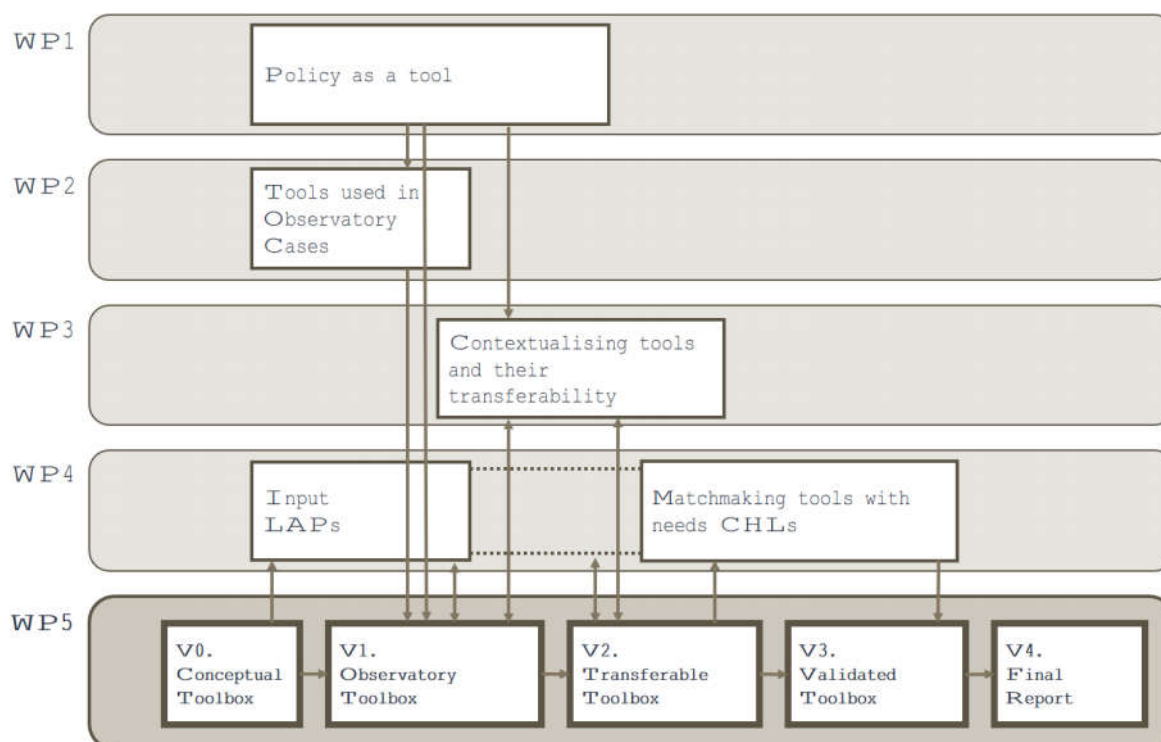 WP1
Policy as a tool
WP2
Tools used in
Observatory
Cases
WP3
Contextualising tools
and their
transferability
WP4
Input
LAPs
Matchmaking tools with
needs CHLs
WP5
V0.
Conceptual
Toolbox
V1.
Observatory
Toolbox
V2.
Transferable
Toolbox
V3.
Validated
Toolbox
V4.
Final
Report